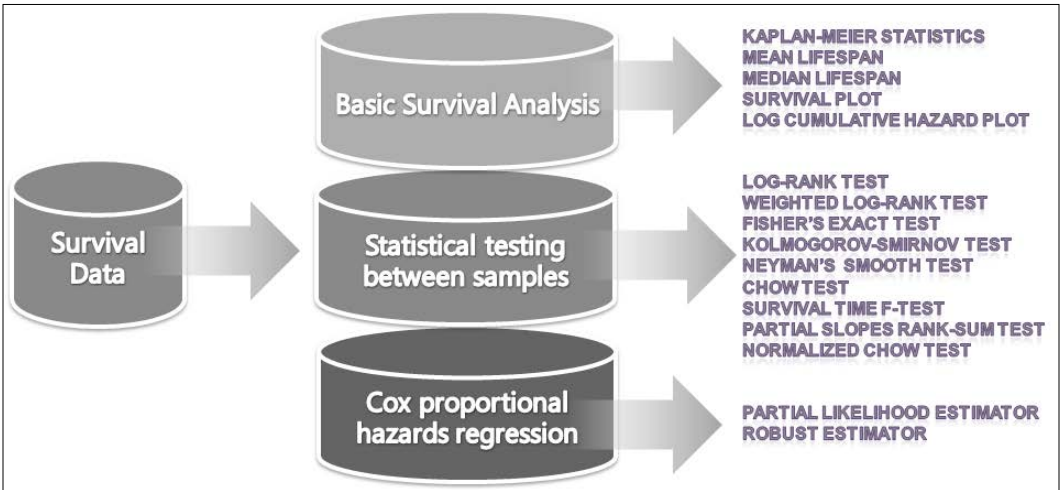 Survival
Data
Basic Survival Analysis
KAPLAN-MEIER STATISTICS
MEAN LIFESPAN
MEDIAN LIFESPAN
SURVIVAL PLOT
LOG CUMULATIVE HAZARD PLOT
Statistical testing
between samples
LOG-RANK TEST
WEIGHTED LOG-RANK TEST
FISHER'S EXACT TEST
KOLMOGOROV-SMIRNOV TEST
NEYMAN'S SMOOTH TEST
CHOW TEST
SURVIVAL TIME F-TEST
PARTIAL SLOPES RANK-SUM TEST
NORMALIZED CHOW TEST
Cox proportional
hazards regression
PARTIAL LIKELIHOOD ESTIMATOR
ROBUST ESTIMATOR